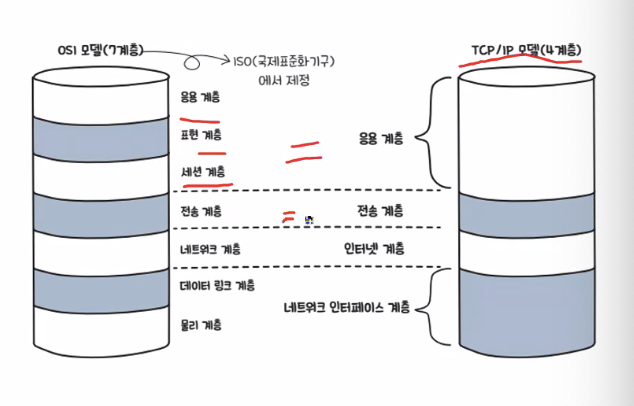 OSI 모델(7계층)
ISO(국제표준화기구)
에서 제정
TCP/IP 모델(4계층)
응용 계층
표현 계층
세션 계층
응용 계층
전송 계층
전송 계층
네트워크 계층
인터넷 계층
데이터 링크 계층
물리 계층
네트워크 인터페이스 계층